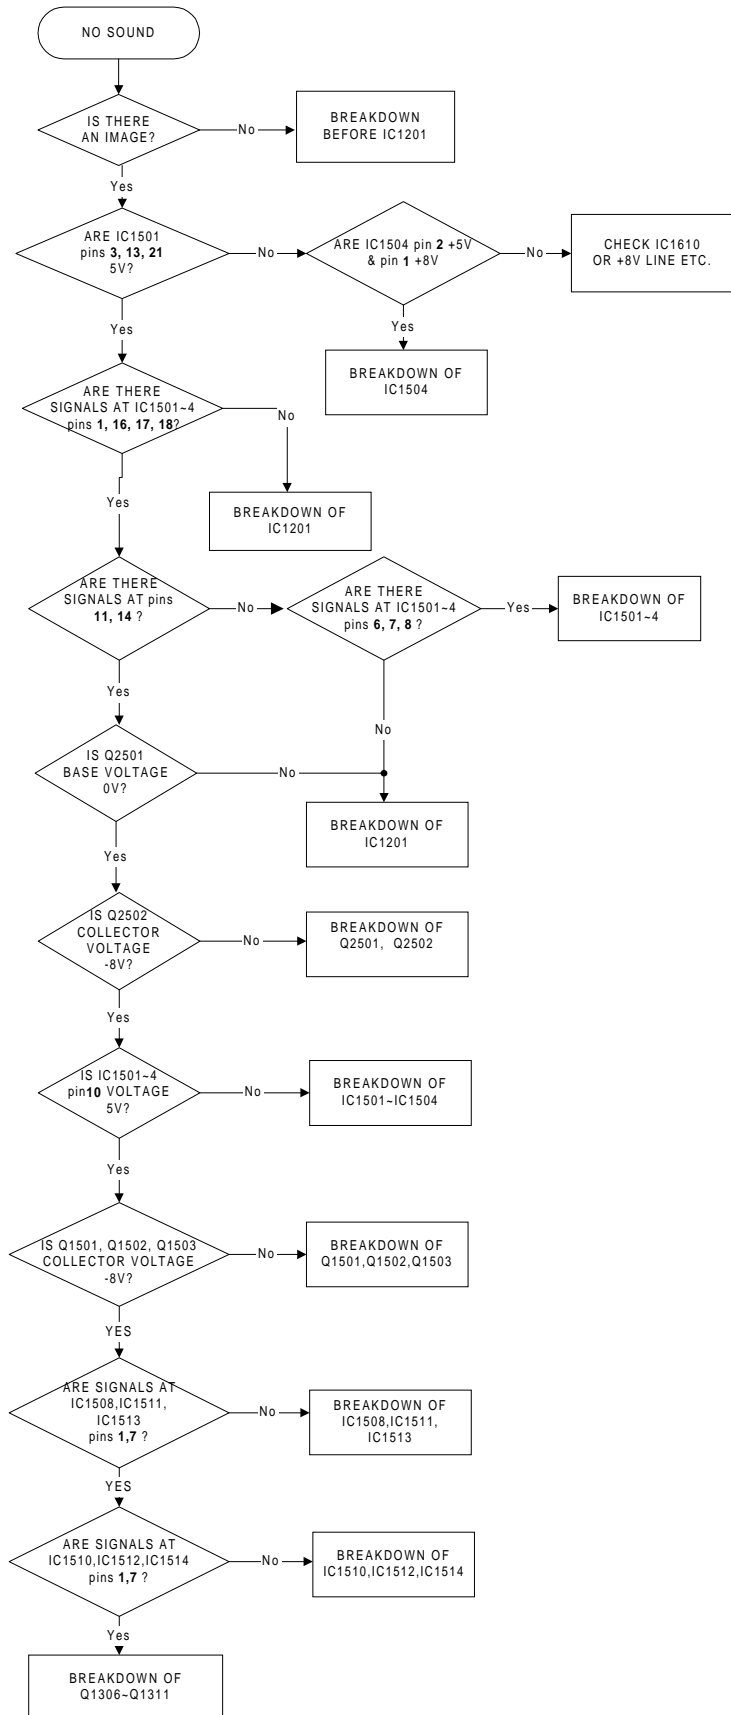 NO SOUND
IS THERE
AN IMAGE?
No
BREAKDOWN
BEFORE IC1201
Yes
ARE IC1501
pins 3, 13, 21
5V?
No
ARE IC1504 pin 2 +5V
& pin 1 +8V
No
CHECK IC1610
OR +8V LINE ETC.
Yes
Yes
BREAKDOWN OF
IC1504
ARE THERE
SIGNALS AT IC1501~4
pins 1, 16, 17, 18?
No
BREAKDOWN OF
IC1201
Yes
ARE THERE
SIGNALS AT pins
11, 14 ?
No
ARE THERE
SIGNALS AT IC1501~4
pins 6, 7, 8 ?
Yes
BREAKDOWN OF
IC1501~4
Yes
No
IS Q2501
BASE VOLTAGE
0V?
No
BREAKDOWN OF
IC1201
Yes
IS Q2502
COLLECTOR
VOLTAGE
-8V?
No
BREAKDOWN OF
Q2501, Q2502
Yes
IS IC1501~4
pin10 VOLTAGE
5V?
No
BREAKDOWN OF
IC1501~IC1504
Yes
IS Q1501, Q1502, Q1503
COLLECTOR VOLTAGE
-8V?
No
BREAKDOWN OF
Q1501,Q1502,Q1503
YES
ARE SIGNALS AT
IC1508,IC1511,
IC1513
pins 1,7 ?
No
BREAKDOWN OF
IC1508,IC1511,
IC1513
YES
ARE SIGNALS AT
IC1510,IC1512,IC1514
pins 1,7 ?
No
BREAKDOWN OF
IC1510,IC1512,IC1514
Yes
BREAKDOWN OF
Q1306~Q1311